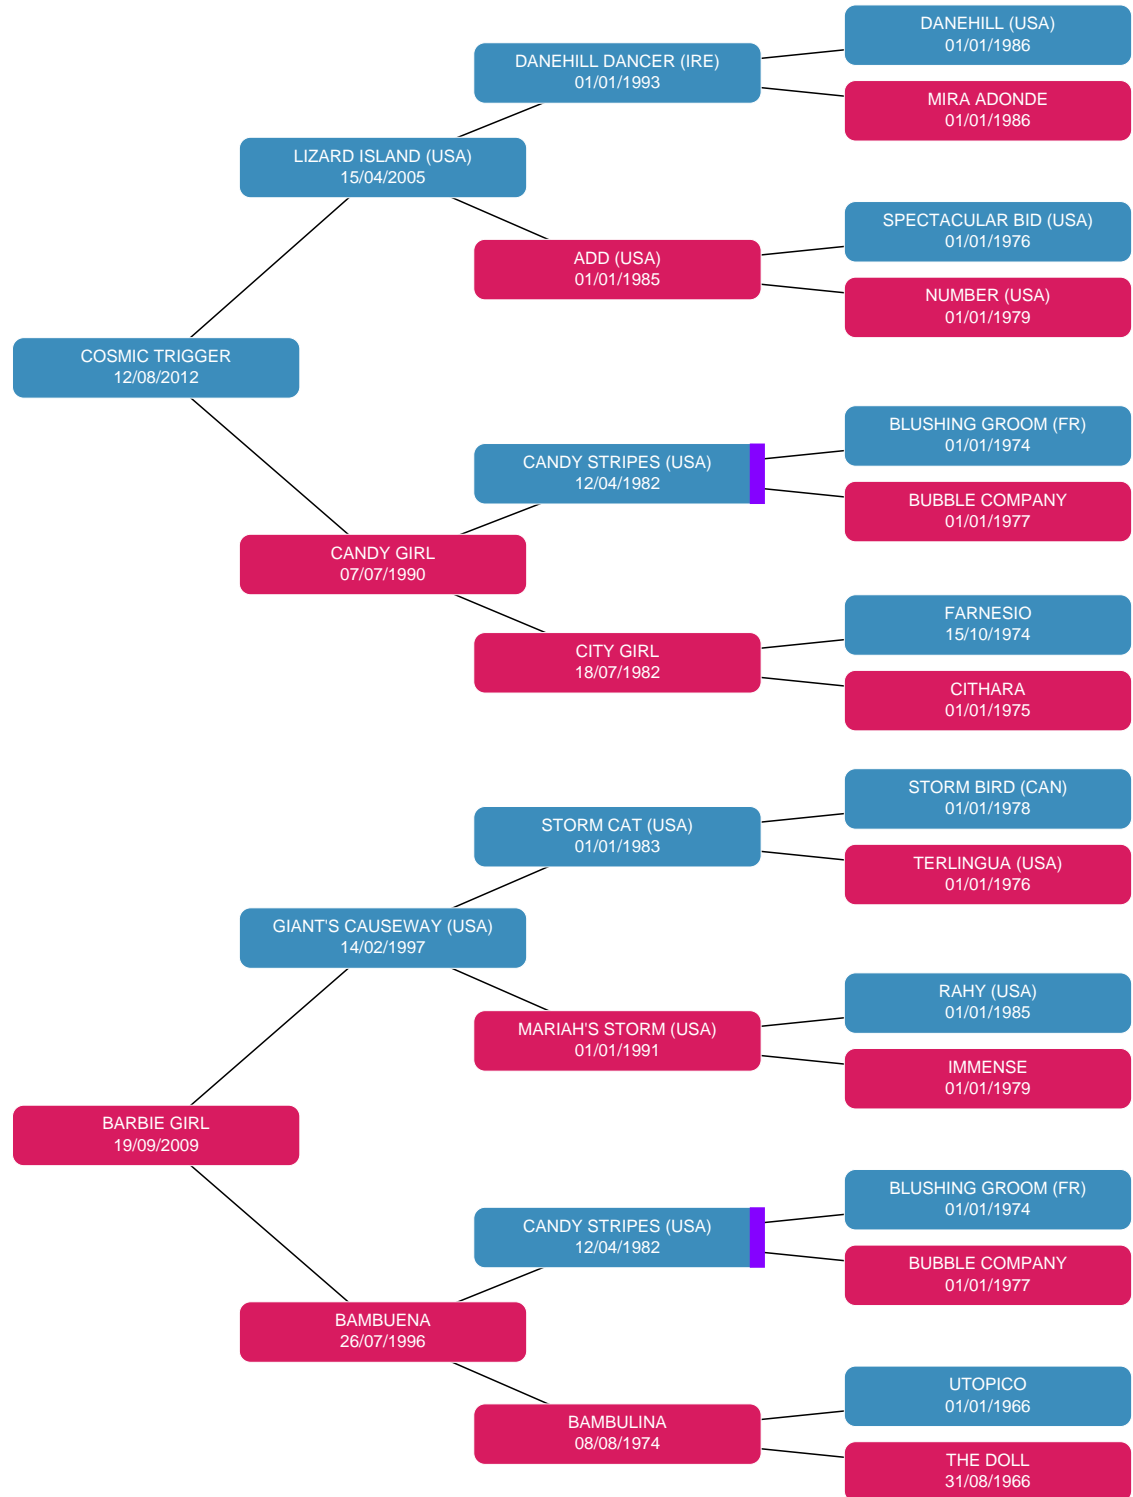 DANEHILL (USA)
01/01/1986
DANEHILL DANCER (IRE)
01/01/1993
MIRA ADONDE
01/01/1986
LIZARD ISLAND (USA)
15/04/2005
SPECTACULAR BID (USA)
01/01/1976
ADD (USA)
01/01/1985
NUMBER (USA)
01/01/1979
COSMIC TRIGGER
12/08/2012
BLUSHING GROOM (FR)
01/01/1974
CANDY STRIPES (USA)
12/04/1982
BUBBLE COMPANY
01/01/1977
CANDY GIRL
07/07/1990
FARNESIO
15/10/1974
CITY GIRL
18/07/1982
CITHARA
01/01/1975
STORM BIRD (CAN)
01/01/1978
STORM CAT (USA)
01/01/1983
TERLINGUA (USA)
01/01/1976
GIANT'S CAUSEWAY (USA)
14/02/1997
RAHY (USA)
01/01/1985
MARIAH'S STORM (USA)
01/01/1991
IMMENSE
01/01/1979
BARBIE GIRL
19/09/2009
BLUSHING GROOM (FR)
01/01/1974
CANDY STRIPES (USA)
12/04/1982
BUBBLE COMPANY
01/01/1977
BAMBUENA
26/07/1996
UTOPICO
01/01/1966
BAMBULINA
08/08/1974
THE DOLL
31/08/1966